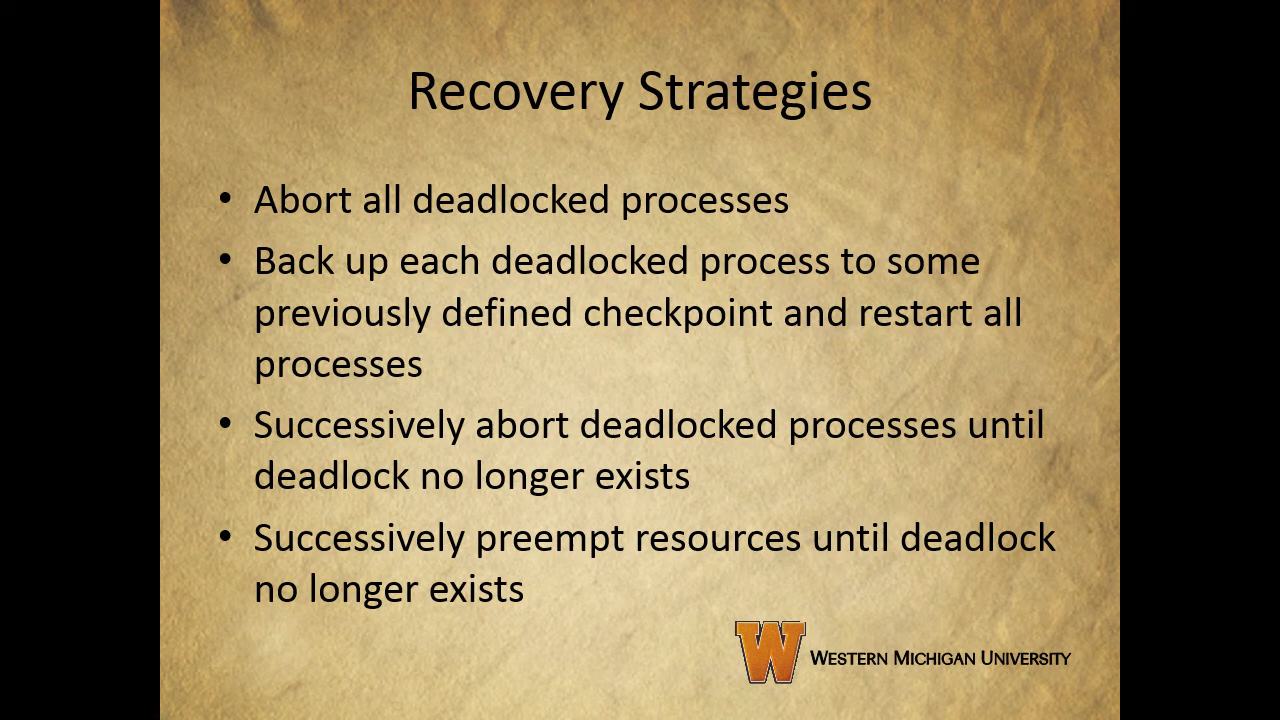 Recovery Strategies
• Abort all deadlocked processes
• Back up each deadlocked process to some
previously defined checkpoint and restart all
processes
• Successively abort deadlocked processes until
deadlock no longer exists
• Successively preempt resources until deadlock
no longer exists
W WESTERN MICHIGAN UNIVERSITY